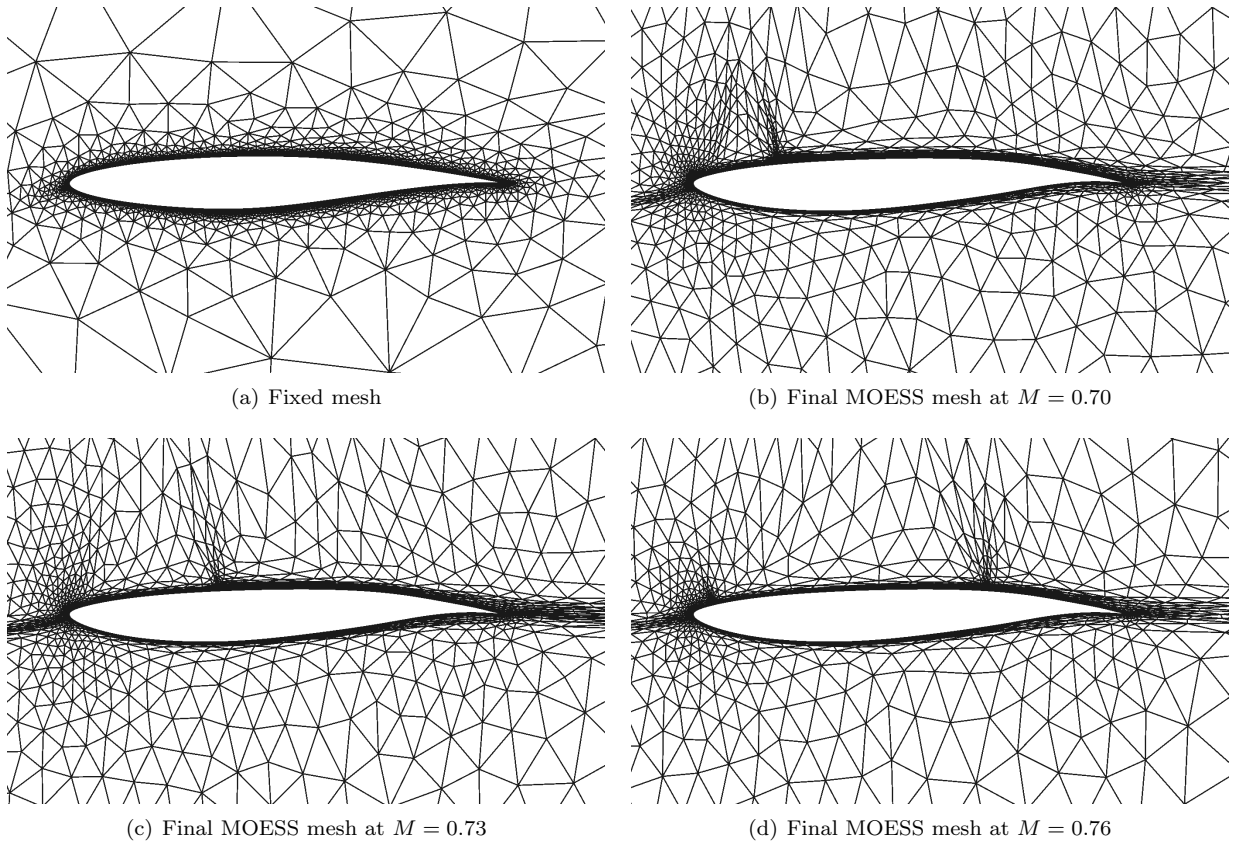 (a) Fixed mesh
(b) Final MOESS mesh at M = 0.70
(c) Final MOESS mesh at M = 0.73
(d) Final MOESS mesh at M = 0.76